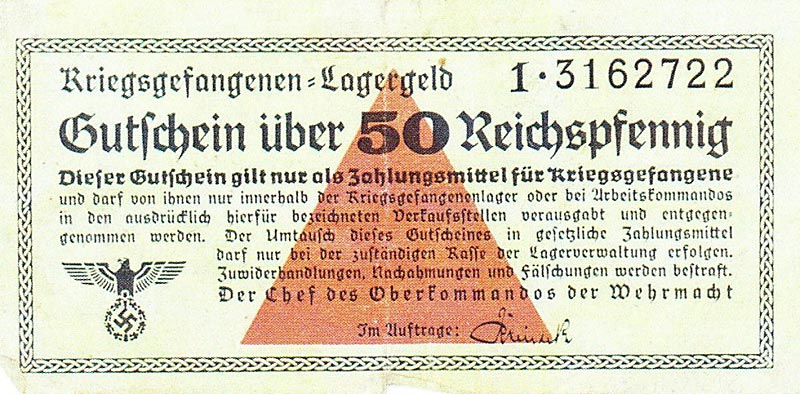 Kriegsgefangenen-Lagergeld 1·3162722
Gutschein über 50 Reichspfennig
Dieser Gutschein gilt nur als Zahlungsmittel für Kriegsgefangene
und darf von ihnen nur innerhalb der Kriegsgefangenenlager oder bei Arbeitskommandos
in den ausdrücklich hierfür bezeichneten Verkaufsstellen verausgabt und entgegen-
genommen werden. Der Umtausch dieses Gutscheines in gesetzliche Zahlungsmittel
darf nur bei der zuständigen Kasse der Lagerverwaltung erfolgen.
Zuwiderhandlungen, Nachahmungen und Fälschungen werden bestraft.
Der Chef des Oberkommandos der Wehrmacht
Im Auftrage: